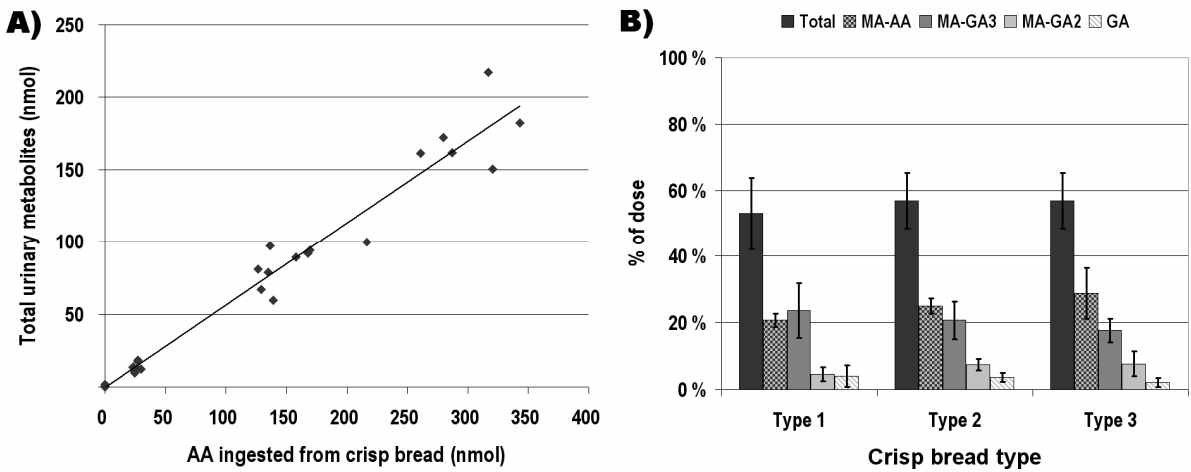 A)
Total urinary metabolites (nmol)
250
200
150
100
50
0 50 100 150 200 250 300 350 400
AA ingested from crisp bread (nmol)
B)
Total MA-AA MA-GA3 MA-GA2 GA
% of dose
100 %
80 %
60 %
40 %
20 %
0 %
Type 1 Type 2 Type 3
Crisp bread type